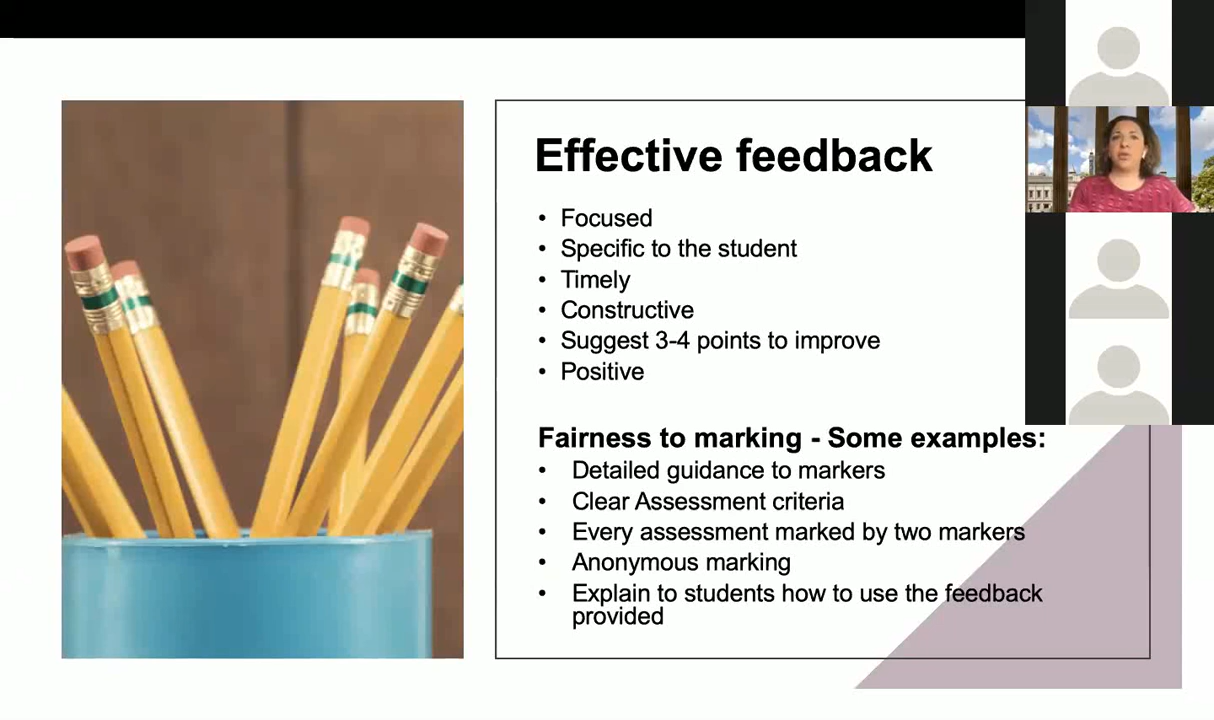 Effective feedback
• Focused
• Specific to the student
• Timely
• Constructive
• Suggest 3-4 points to improve
• Positive
Fairness to marking - Some examples:
• Detailed guidance to markers
• Clear Assessment criteria
• Every assessment marked by two markers
• Anonymous marking
• Explain to students how to use the feedback
provided